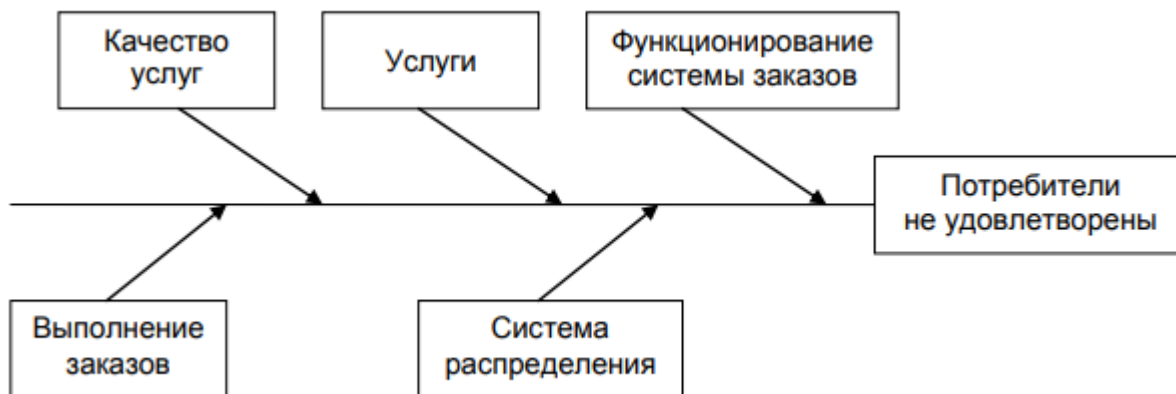 Качество
услуг
Услуги
Функционирование
системы заказов
Потребители
не удовлетворены
Выполнение
заказов
Система
распределения